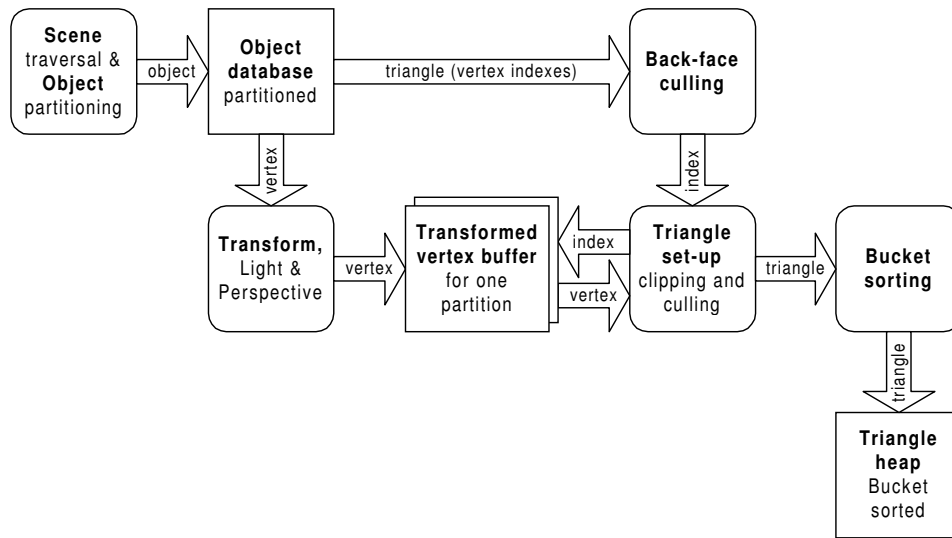 Scene
traversal &
Object
partitioning
object
Object
database
partitioned
triangle (vertex indexes)
Back-face
culling
vertex
index
Transform,
Light &
Perspective
vertex
Transformed
vertex buffer
for one
partition
index
vertex
Triangle
set-up
clipping and
culling
triangle
Bucket
sorting
triangle
Triangle
heap
Bucket
sorted